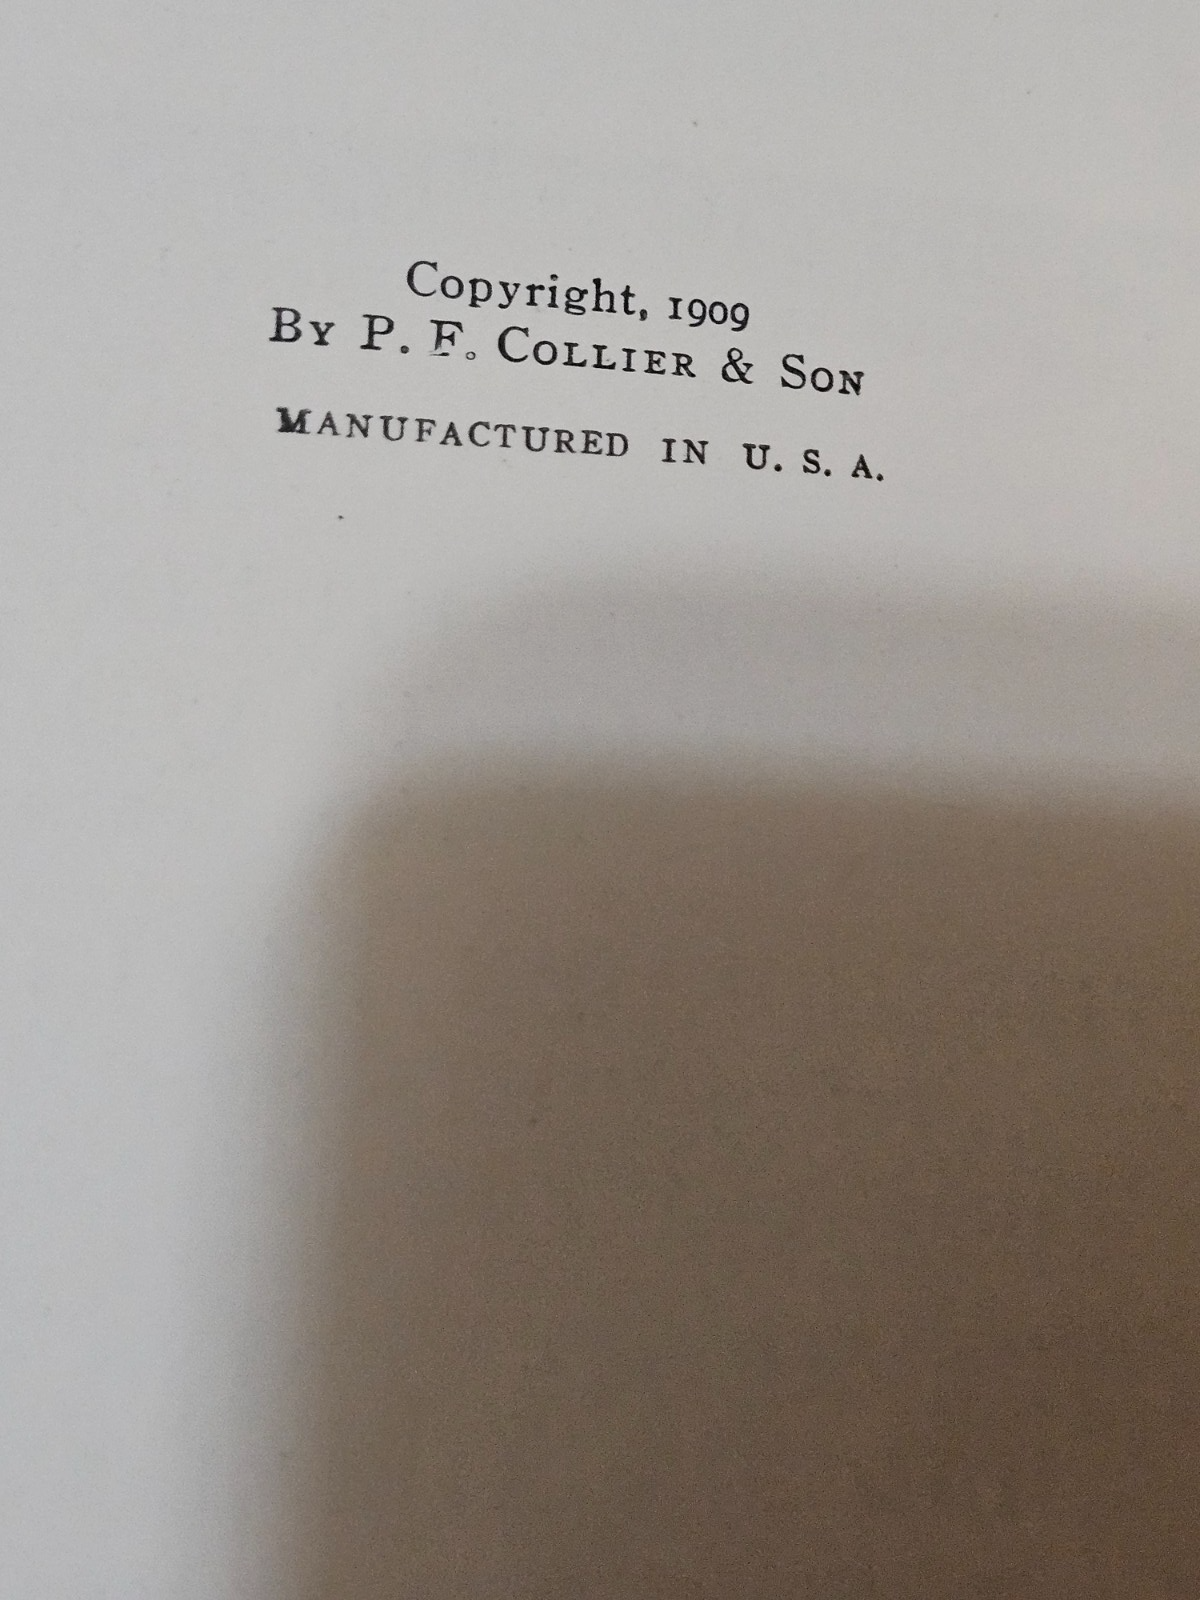 Copyright, 1909
By P. F. Collier & Son
Manufactured in U. S. A.